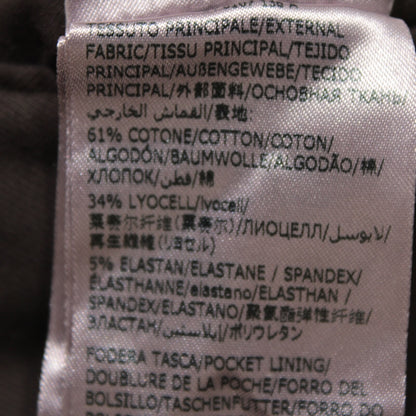 TESSUTO PRINCIPALE/EXTERNAL
FABRIC/TISSU PRINCIPAL/TEJIDO
PRINCIPAL/AUßENGEWEBE/TECIDO
PRINCIPAL/外部面料/ОСНОВНАЯ ТКАНЬ/
القماش الخارجي/表地:
61% COTONE/COTTON/COTON/
ALGODÓN/BAUMWOLLE/ALGODÃO/棉/
ХЛОПОК/قطن/綿
34% LYOCELL/lyocell/
莱赛尔纤维(莱赛尔)/ЛИОЦЕЛЛ/لايوسل/
再生繊維(リヨセル)
5% ELASTAN/ELASTANE / SPANDEX/
ELASTHANNE/elastano/ELASTHAN /
SPANDEX/ELASTANO/聚氨酯弹性纤维/
ЭЛАСТАН/إيلاستين/ポリウレタン
FODERA TASCA/POCKET LINING/
DOUBLURE DE LA POCHE/FORRO DEL
BOLSILLO/TASCHENFUTTER/FORRO DO